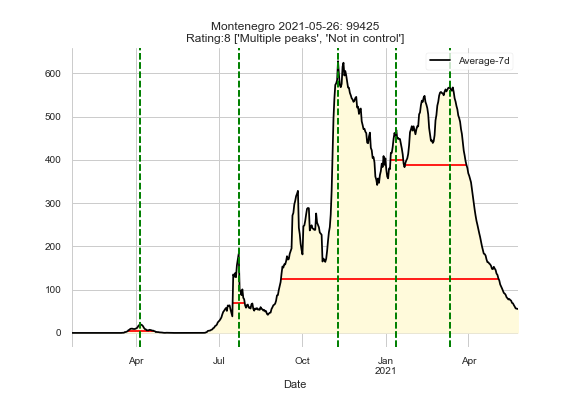 Montenegro 2021-05-26: 99425
Rating:8 ['Multiple peaks', 'Not in control']
Average-7d
600
500
400
300
200
100
0
Apr Jul Oct Jan Apr
2021
Date